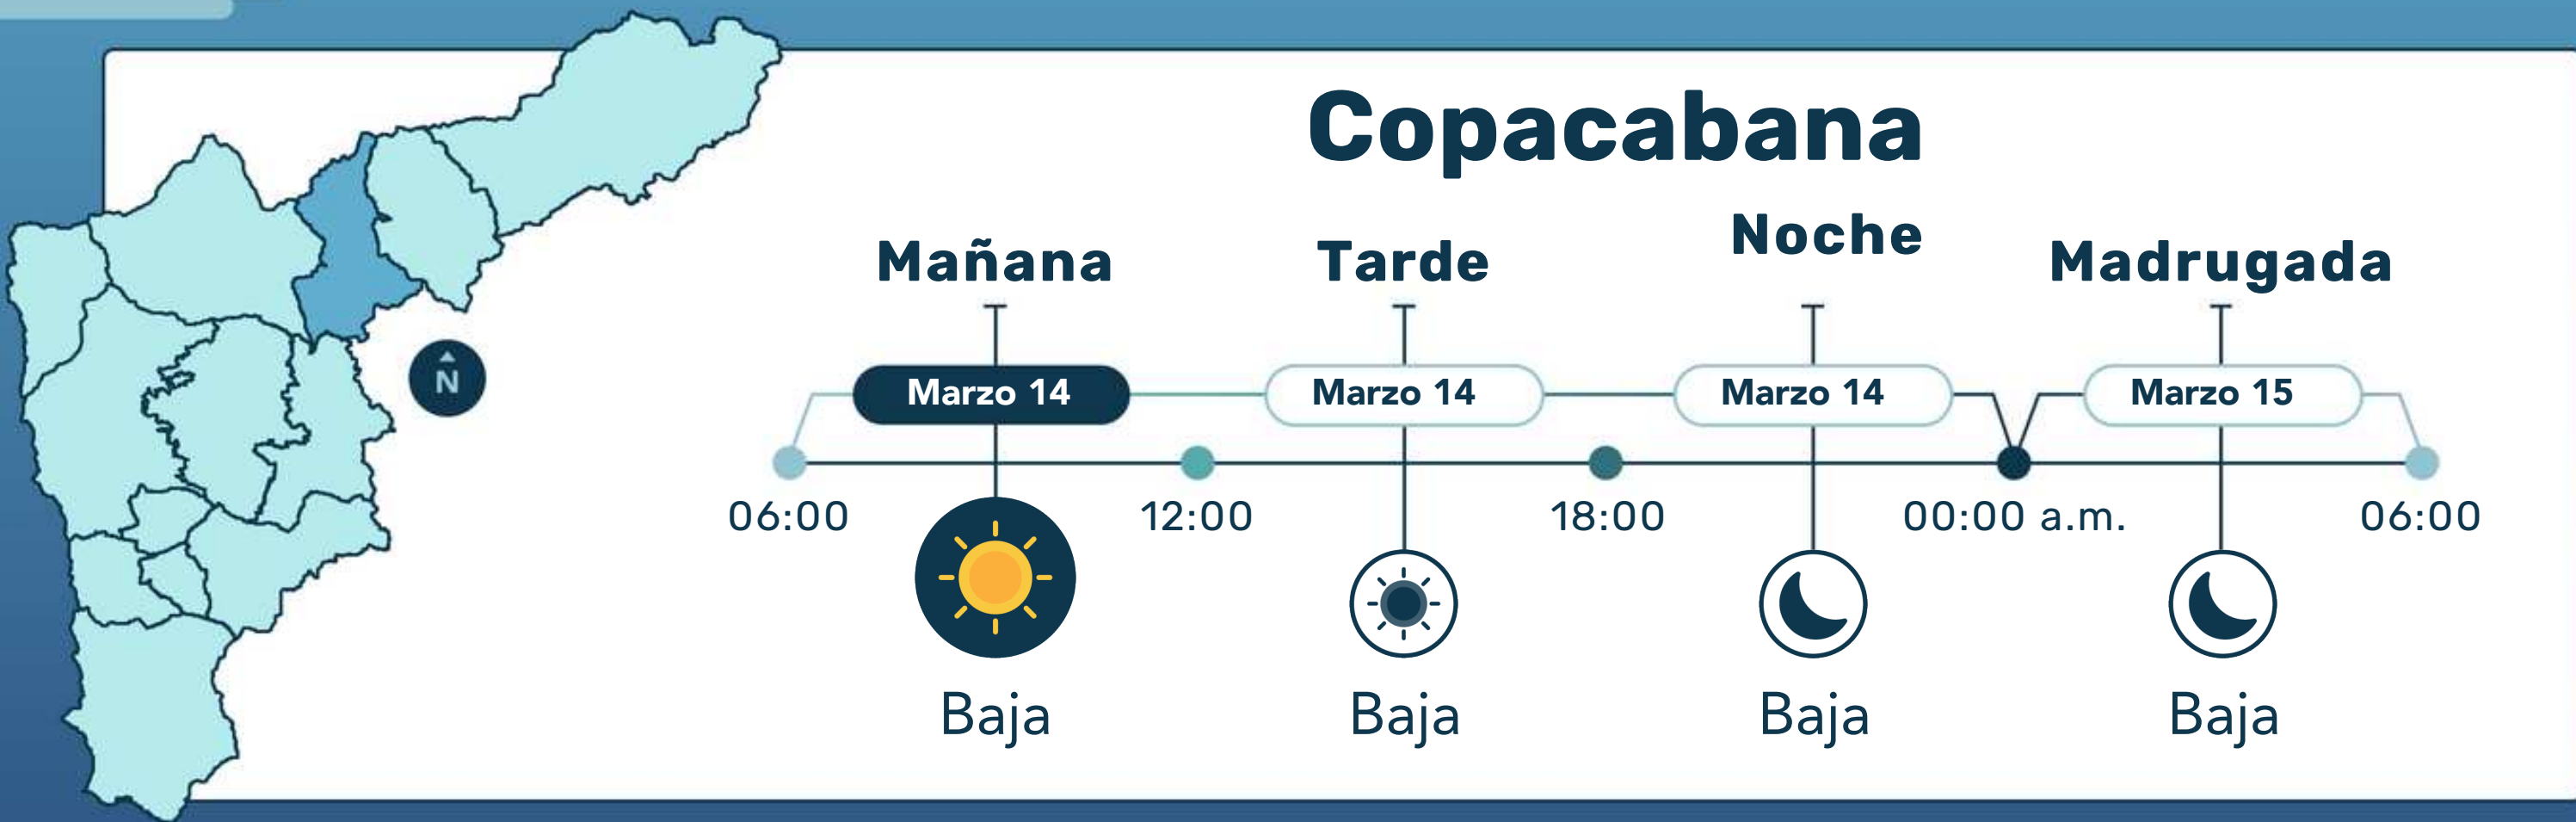 Copacabana
Mañana
Tarde
Noche
Madrugada
Marzo 14
Marzo 14
Marzo 14
Marzo 15
N
06:00
12:00
18:00
00:00 a.m.
06:00
Baja
Baja
Baja
Baja